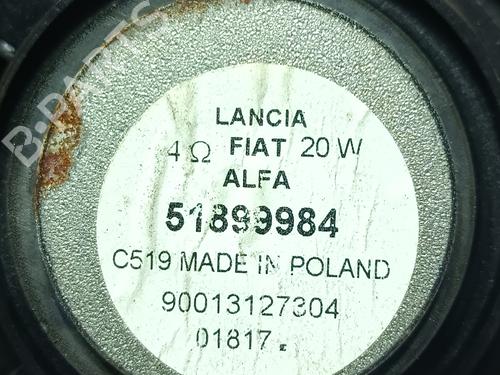 LANCIA
4 Ω FIAT 20 W
ALFA
51899984
C519 MADE IN POLAND
90013127304
01817.
B-PARTS